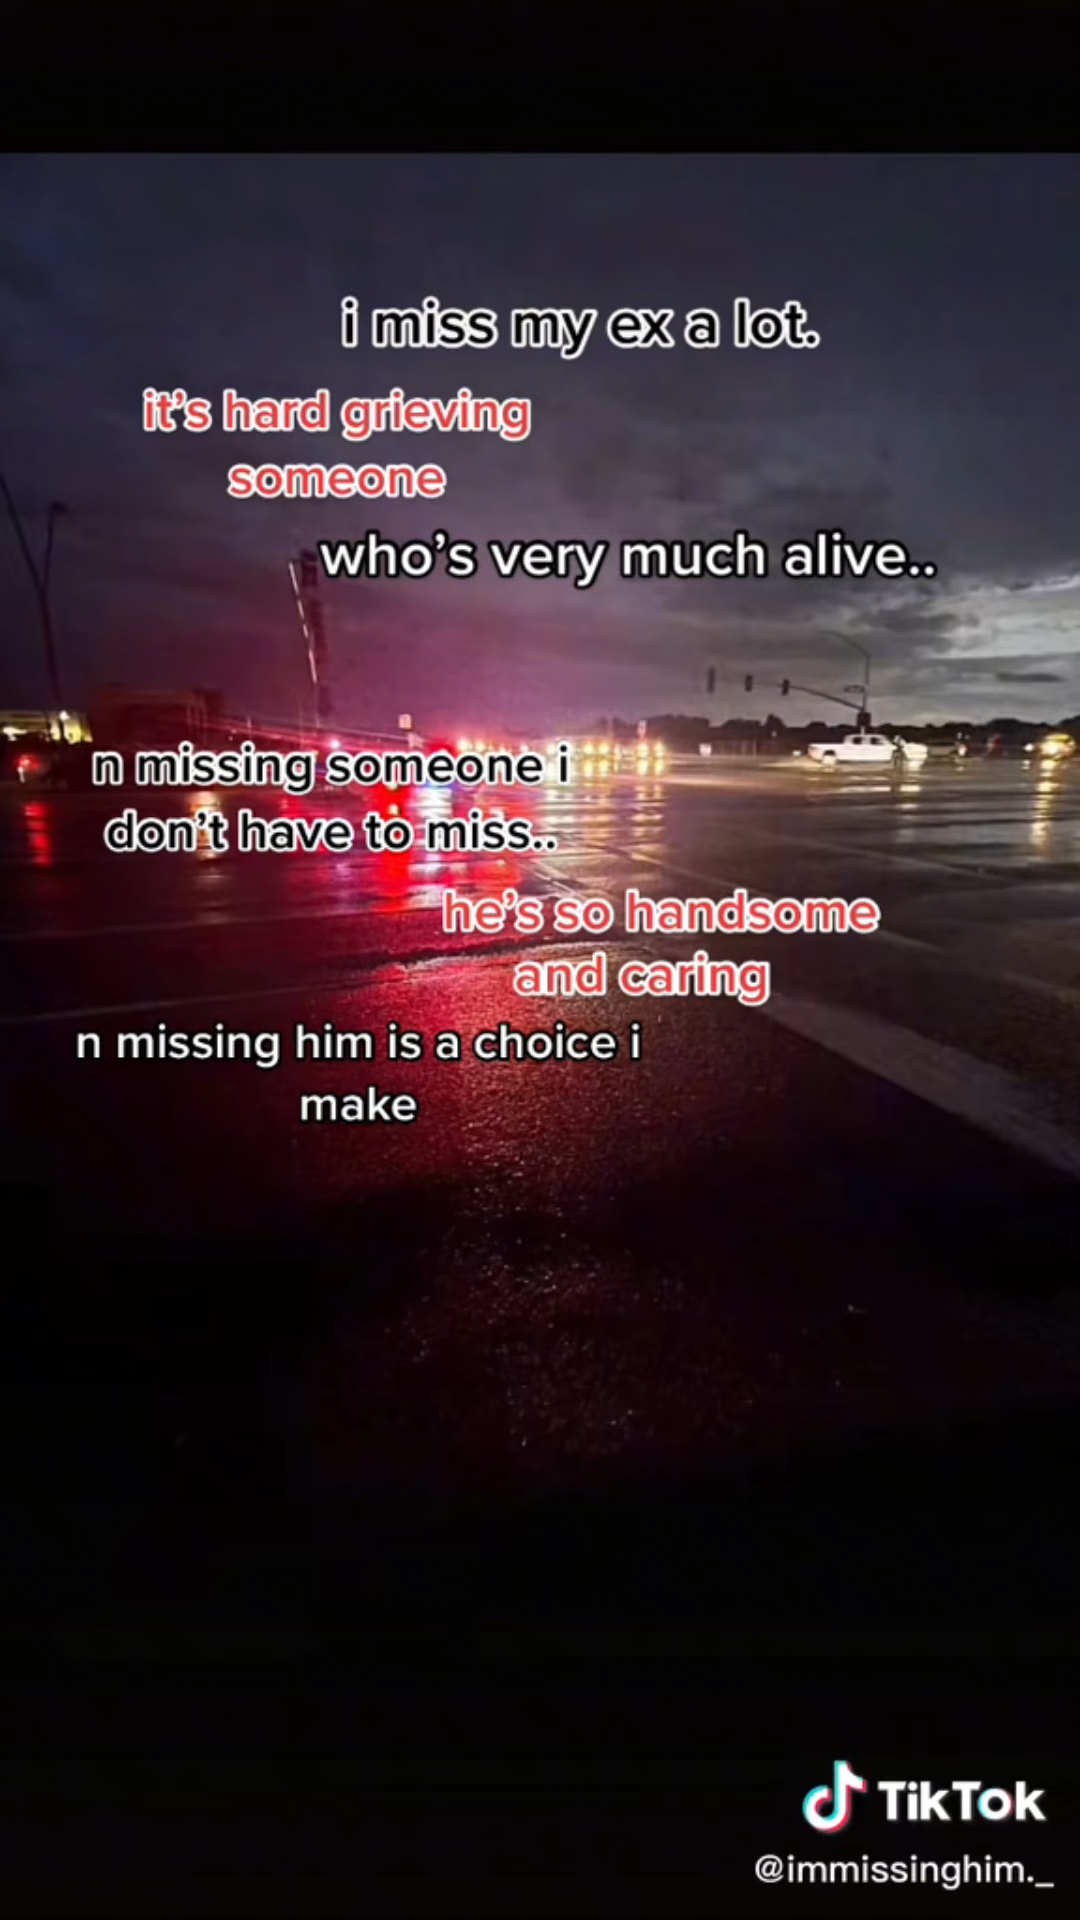 i miss my ex a lot.
it's hard grieving
someone
who's very much alive..
n missing someone i
don't have to miss..
he's so handsome
and caring
n missing him is a choice i
make
TikTok
@immissinghim._